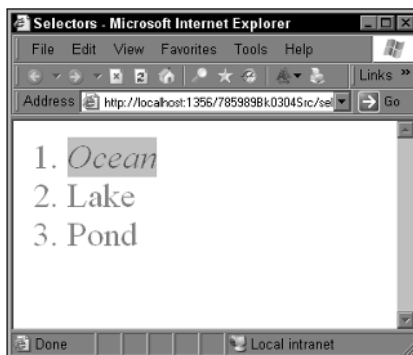 Selectors - Microsoft Internet Explorer
File Edit View Favorites Tools Help
Links »
Address http://localhost:1356/785989Bk0304Src/sel Go
1. Ocean
2. Lake
3. Pond
Done Local intranet